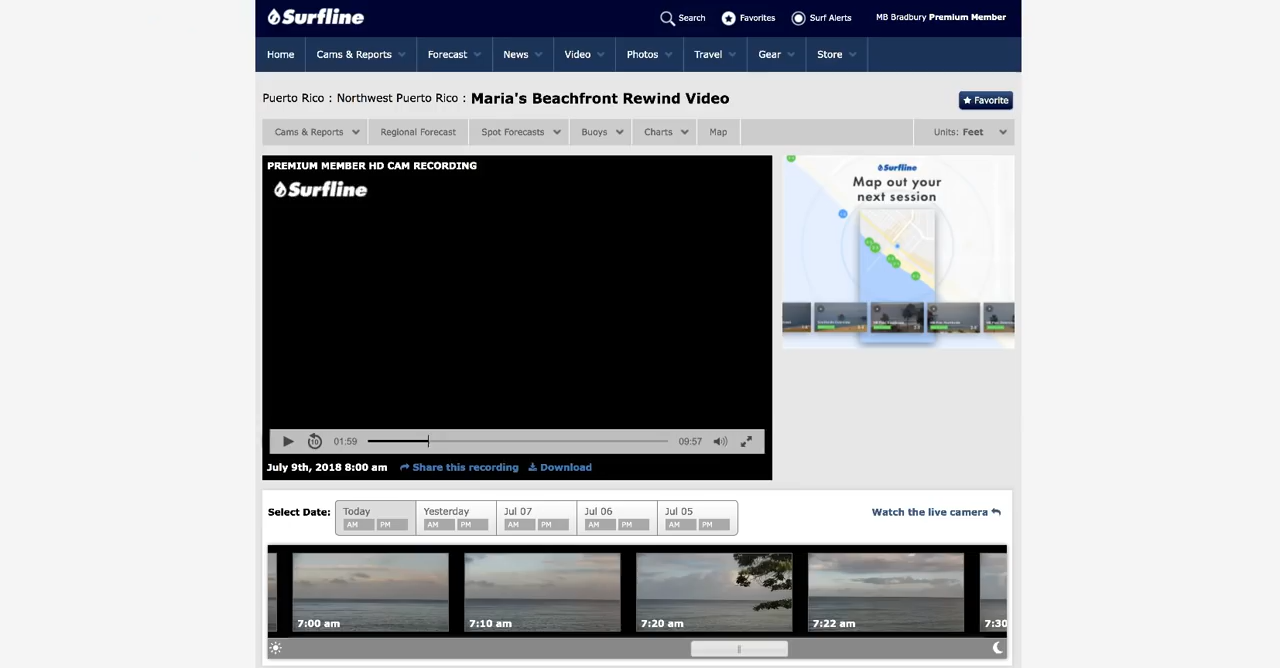 Surfline
Search
Favorites
Surf Alerts
MB Bradbury Premium Member
Home
Cams & Reports
Forecast
News
Video
Photos
Travel
Gear
Store
Puerto Rico : Northwest Puerto Rico : Maria's Beachfront Rewind Video
Favorite
Cams & Reports
Regional Forecast
Spot Forecasts
Buoys
Charts
Map
Units: Feet
PREMIUM MEMBER HD CAM RECORDING
Surfline
Surfline
Map out your
next session
10
01:59
09:57
July 9th, 2018 8:00 am
Share this recording
Download
Select Date:
Today
AM PM
Yesterday
AM PM
Jul 07
AM PM
Jul 06
AM PM
Jul 05
AM PM
Watch the live camera
7:00 am
7:10 am
7:20 am
7:22 am
7:30